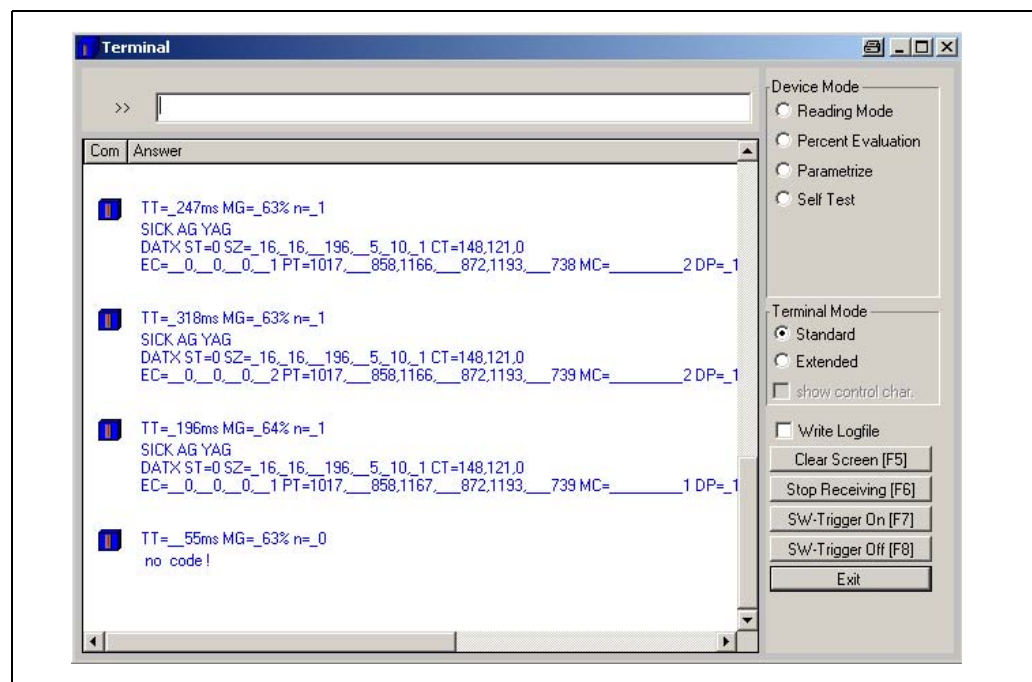 Terminal
>>
Com Answer
TT=_247ms MG=_63% n=_1
SICK AG YAG
DATX ST=0 SZ=_16,_16,__196,__5,_10,_1 CT=148,121,0
EC=__0,__0,__0,__1 PT=1017,___858,1166,___872,1193,___738 MC=_________2 DP=_1
TT=_318ms MG=_63% n=_1
SICK AG YAG
DATX ST=0 SZ=_16,_16,__196,__5,_10,_1 CT=148,121,0
EC=__0,__0,__0,__2 PT=1017,___858,1166,___872,1193,___739 MC=_________2 DP=_1
TT=_196ms MG=_64% n=_1
SICK AG YAG
DATX ST=0 SZ=_16,_16,__196,__5,_10,_1 CT=148,121,0
EC=__0,__0,__0,__1 PT=1017,___858,1167,___872,1193,___739 MC=_________1 DP=_1
TT=__55ms MG=_63% n=_0
no code !
Device Mode
Reading Mode
Percent Evaluation
Parametrize
Self Test
Terminal Mode
Standard
Extended
show control char.
Write Logfile
Clear Screen [F5]
Stop Receiving [F6]
SW-Trigger On [F7]
SW-Trigger Off [F8]
Exit